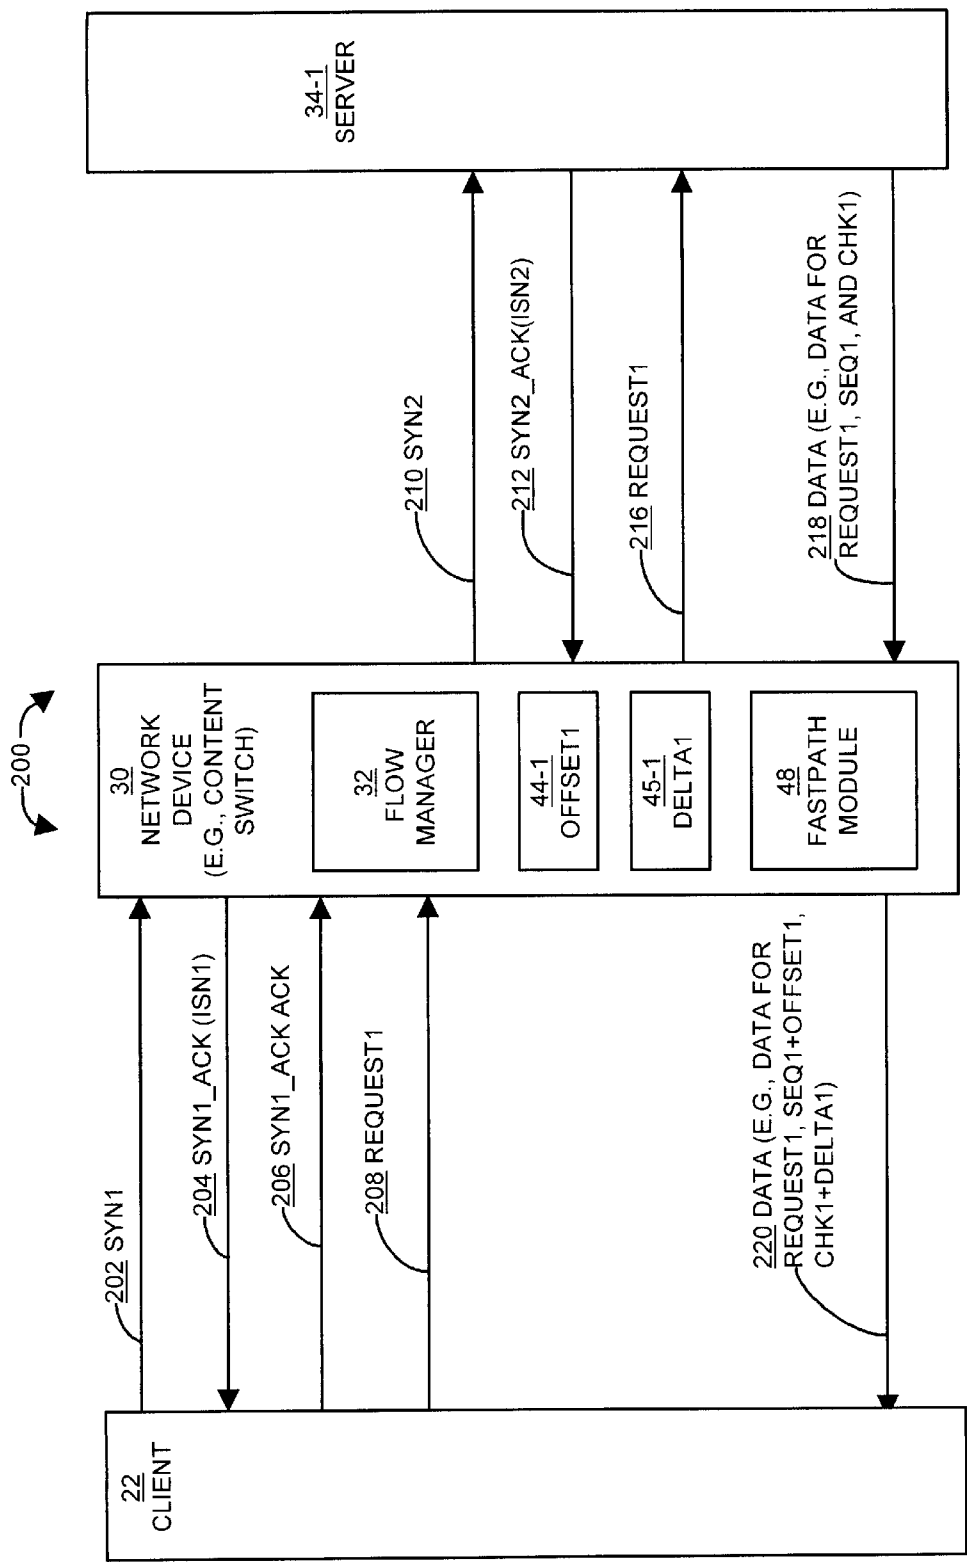 200
22
CLIENT
202 SYN1
204 SYN1_ACK (ISN1)
206 SYN1_ACK ACK
208 REQUEST1
220 DATA (E.G., DATA FOR
REQUEST1, SEQ1+OFFSET1,
CHK1+DELTA1)
30
NETWORK
DEVICE
(E.G., CONTENT
SWITCH)
32
FLOW
MANAGER
44-1
OFFSET1
45-1
DELTA1
48
FASTPATH
MODULE
210 SYN2
212 SYN2_ACK(ISN2)
216 REQUEST1
218 DATA (E.G., DATA FOR
REQUEST1, SEQ1, AND CHK1)
34-1
SERVER